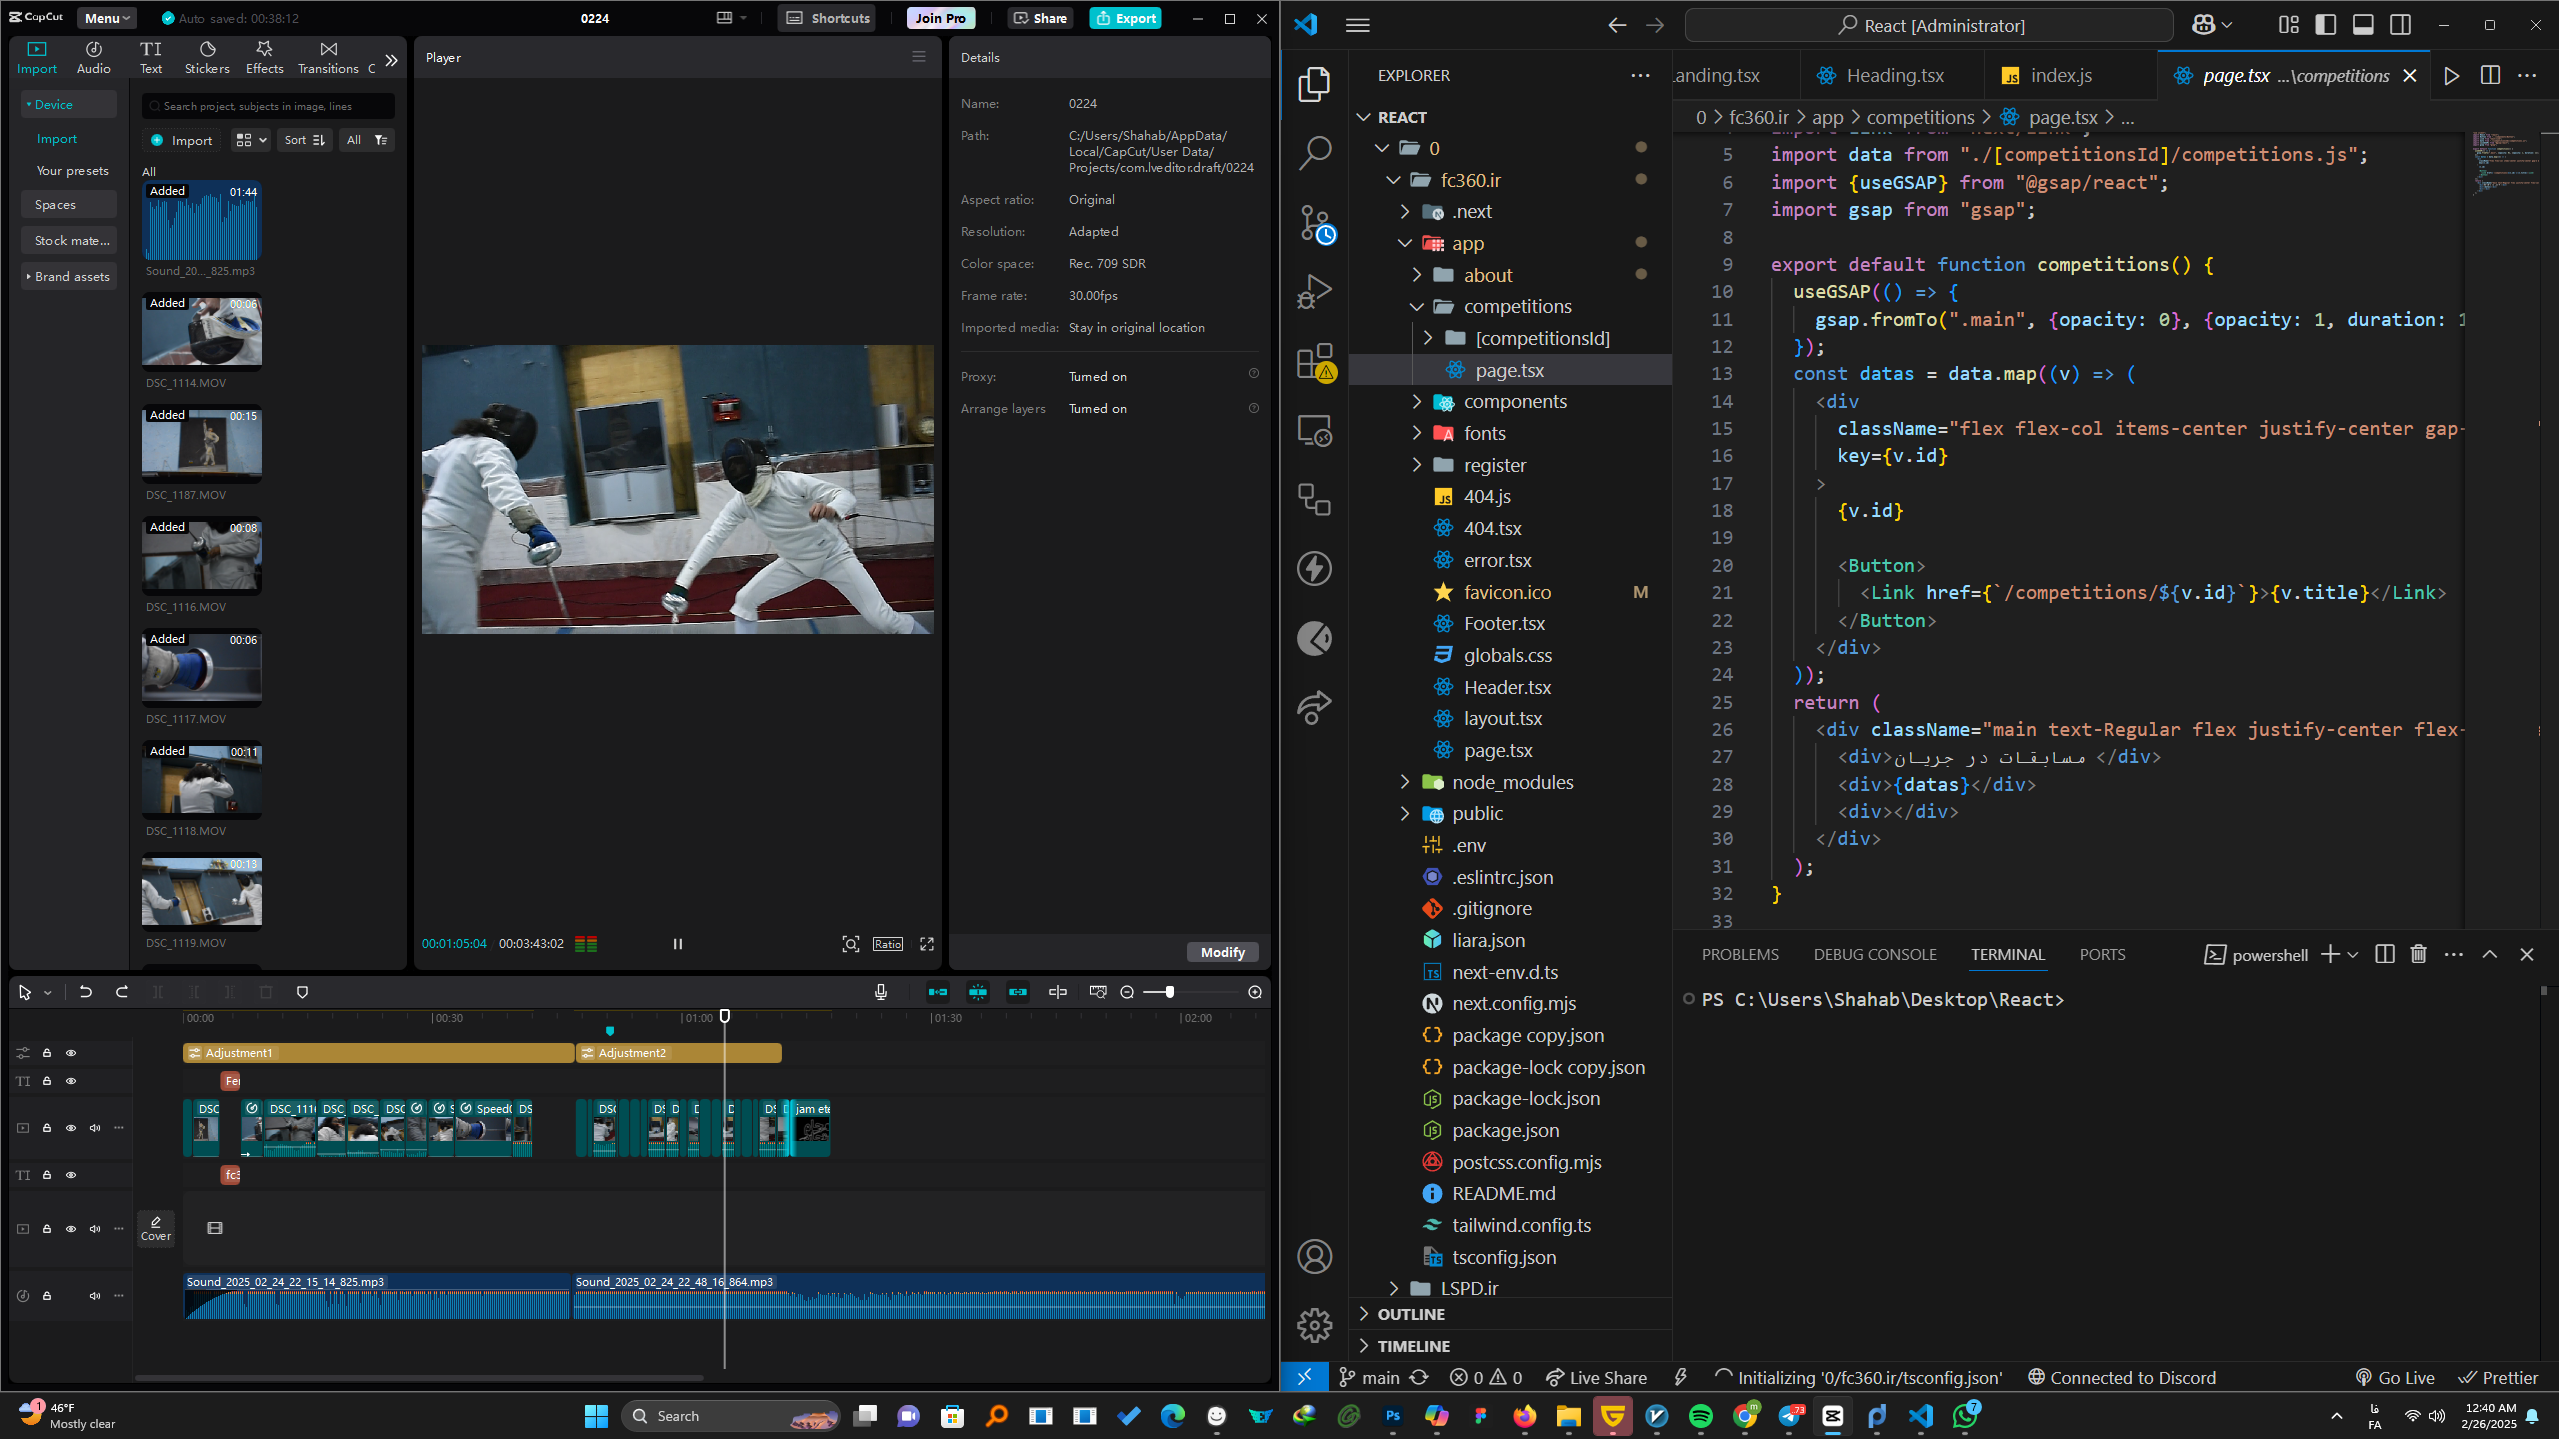 CapCut
Menu
Auto saved: 00:38:12
0224
Shortcuts
Join Pro
Share
Export
Import
Audio
Text
Stickers
Effects
Transitions
Device
Import
Your presets
Spaces
Stock mate...
Brand assets
Search project, subjects in image, lines
Import
Sort
All
All
Added 01:44
Sound_20..._825.mp3
Added 00:06
DSC_1114.MOV
Added 00:15
DSC_1187.MOV
Added 00:08
DSC_1116.MOV
Added 00:06
DSC_1117.MOV
Added 00:11
DSC_1118.MOV
Added 00:13
DSC_1119.MOV
Player
00:01:05:04 00:03:43:02
Ratio
Details
Name: 0224
Path: C:/Users/Shahab/AppData/
Local/CapCut/User Data/
Projects/com.lveditor.draft/0224
Aspect ratio: Original
Resolution: Adapted
Color space: Rec. 709 SDR
Frame rate: 30.00fps
Imported media: Stay in original location
Proxy: Turned on
Arrange layers Turned on
Modify
00:00 00:30 01:00 01:30 02:00
Adjustment1 Adjustment2
Cover
Sound_2025_02_24_22_15_14_825.mp3 Sound_2025_02_24_22_48_16_864.mp3
React [Administrator]
EXPLORER
REACT
0
fc360.ir
.next
app
about
competitions
[competitionsId]
page.tsx
components
fonts
register
404.js
404.tsx
error.tsx
favicon.ico M
Footer.tsx
globals.css
Header.tsx
layout.tsx
page.tsx
node_modules
public
.env
.eslintrc.json
.gitignore
liara.json
next-env.d.ts
next.config.mjs
package copy.json
package-lock copy.json
package-lock.json
package.json
postcss.config.mjs
README.md
tailwind.config.ts
tsconfig.json
LSPD.ir
OUTLINE
TIMELINE
anding.tsx Heading.tsx index.js page.tsx ...\competitions
0 > fc360.ir > app > competitions > page.tsx > ...
5 import data from "./[competitionsId]/competitions.js";
6 import {useGSAP} from "@gsap/react";
7 import gsap from "gsap";
8
9 export default function competitions() {
10 useGSAP(() => {
11 gsap.fromTo(".main", {opacity: 0}, {opacity: 1, duration: 1
12 });
13 const datas = data.map((v) => (
14 <div
15 className="flex flex-col items-center justify-center gap-
16 key={v.id}
17 >
18 {v.id}
19
20 <Button>
21 <Link href={`/competitions/${v.id}`}>{v.title}</Link>
22 </Button>
23 </div>
24 ));
25 return (
26 <div className="main text-Regular flex justify-center flex-
27 <div>مسابقات در جریان </div>
28 <div>{datas}</div>
29 <div></div>
30 </div>
31 );
32 }
33
PROBLEMS DEBUG CONSOLE TERMINAL PORTS powershell
PS C:\Users\Shahab\Desktop\React>
main 0 0 Live Share Initializing '0/fc360.ir/tsconfig.json' Connected to Discord Go Live Prettier
1 46°F
Mostly clear
Search
فا
FA
12:40 AM
2/26/2025